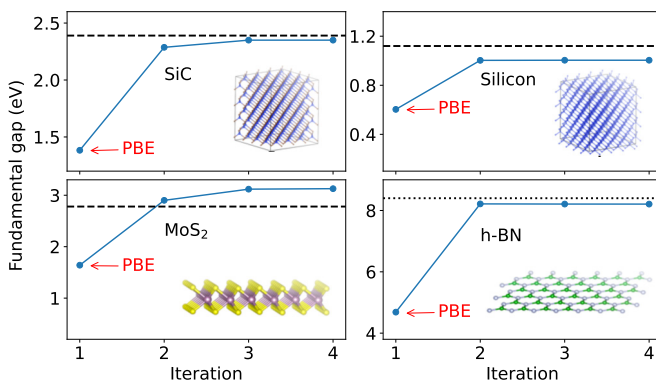 Fundamental gap (eV)
2.5
2.0
1.5
SiC
PBE
1.2
0.8
0.4
Silicon
PBE
3
2
1
MoS₂
PBE
1
2
3
4
Iteration
8
6
4
h-BN
PBE
1
2
3
4
Iteration